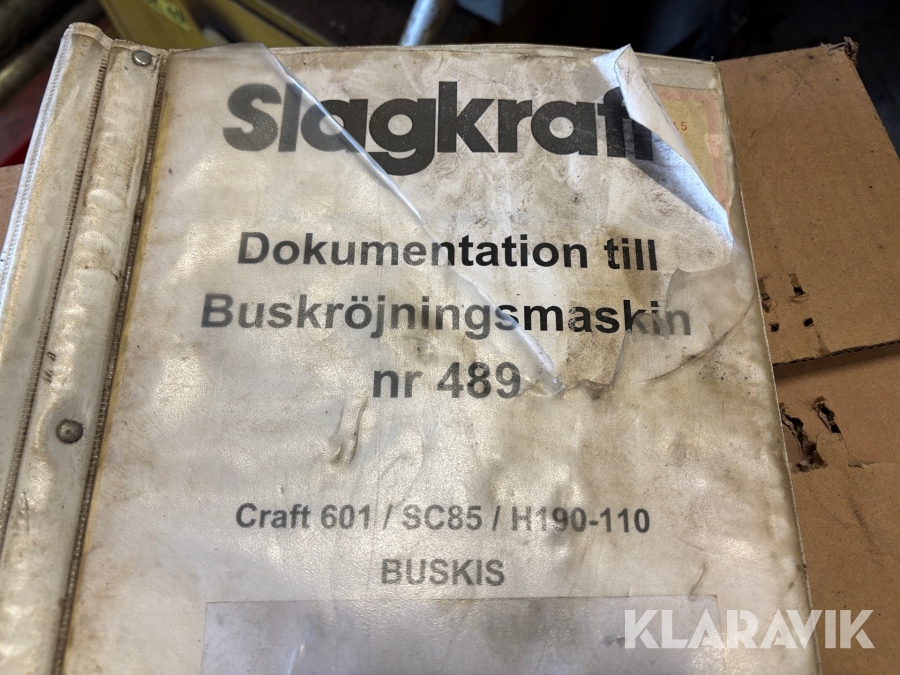 Slagkraft
Dokumentation till
Buskröjningsmaskin
nr 489
Craft 601 / SC85 / H190-110
BUSKIS
KLARAVIK